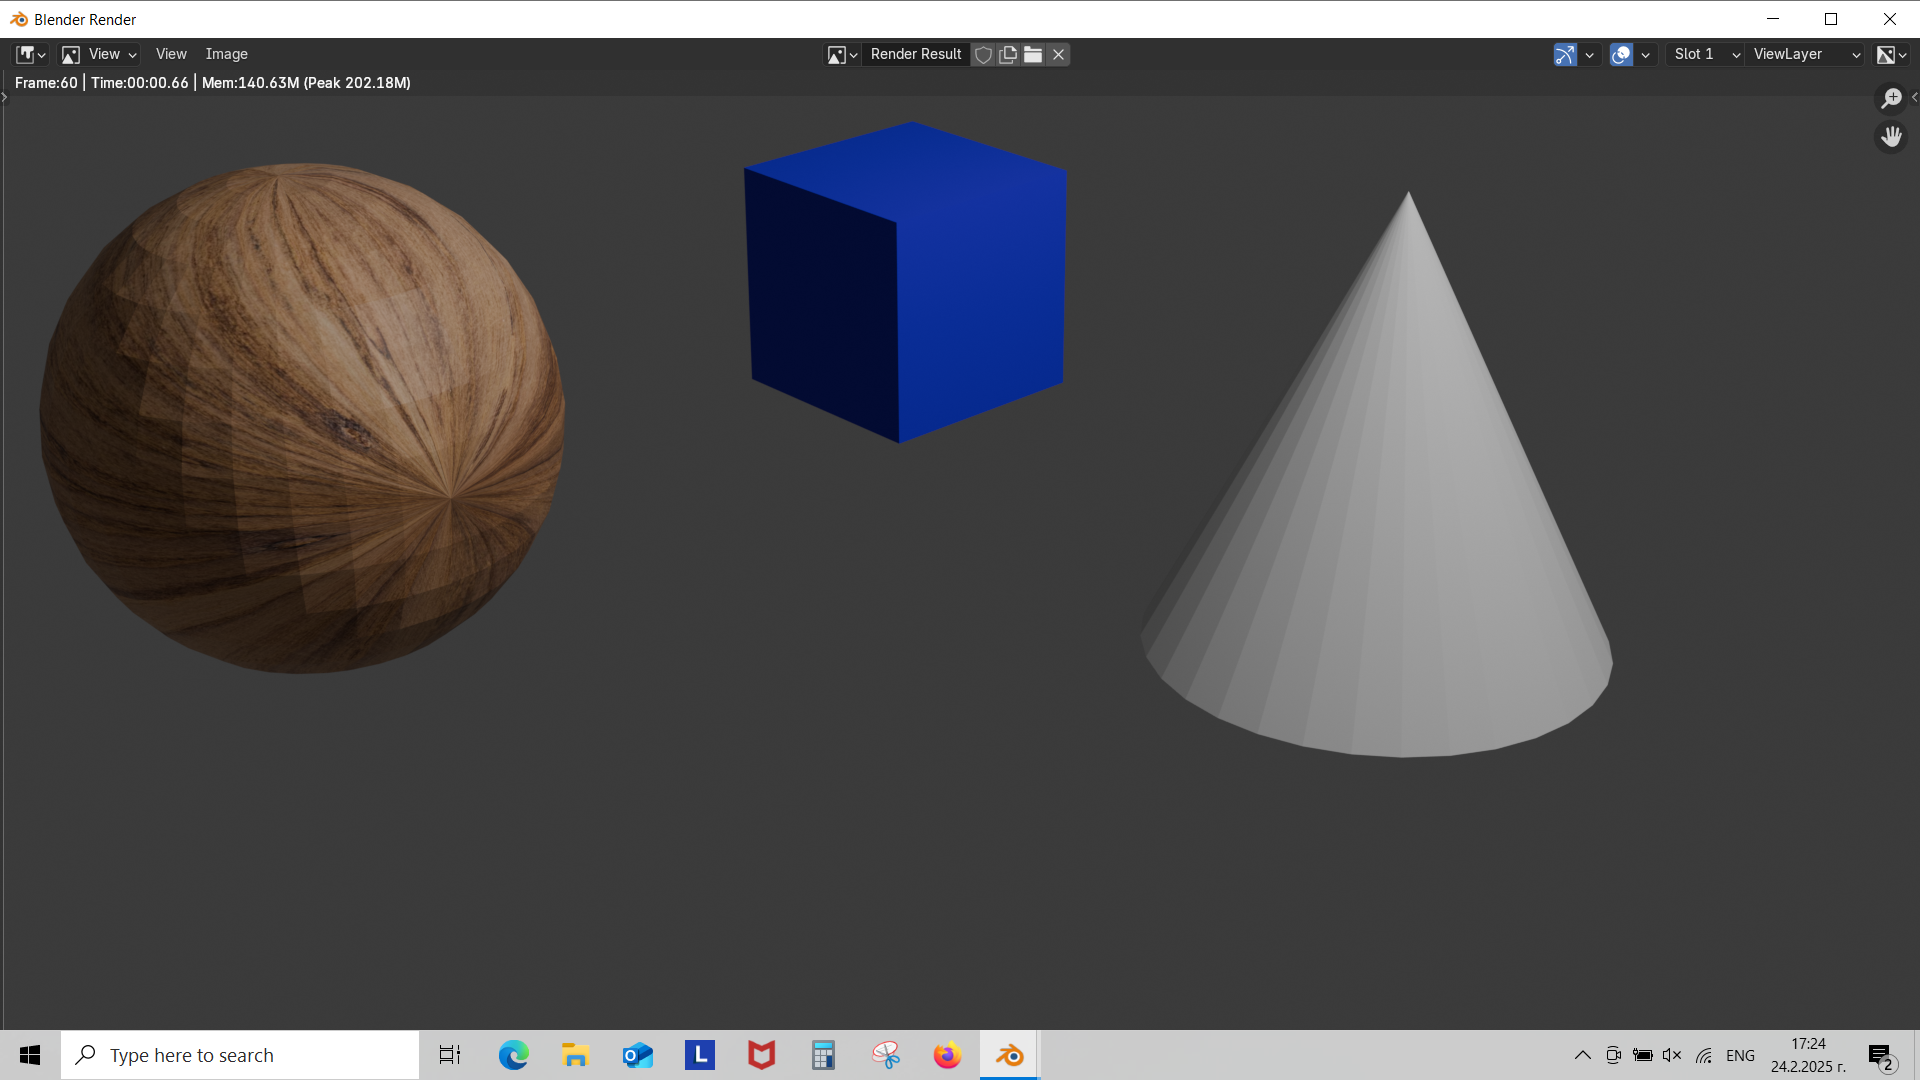 Blender Render
View View Image Render Result Slot 1 ViewLayer
Frame:60 | Time:00:00.66 | Mem:140.63M (Peak 202.18M)
Type here to search L ENG 17:24
24.2.2025 г. 2